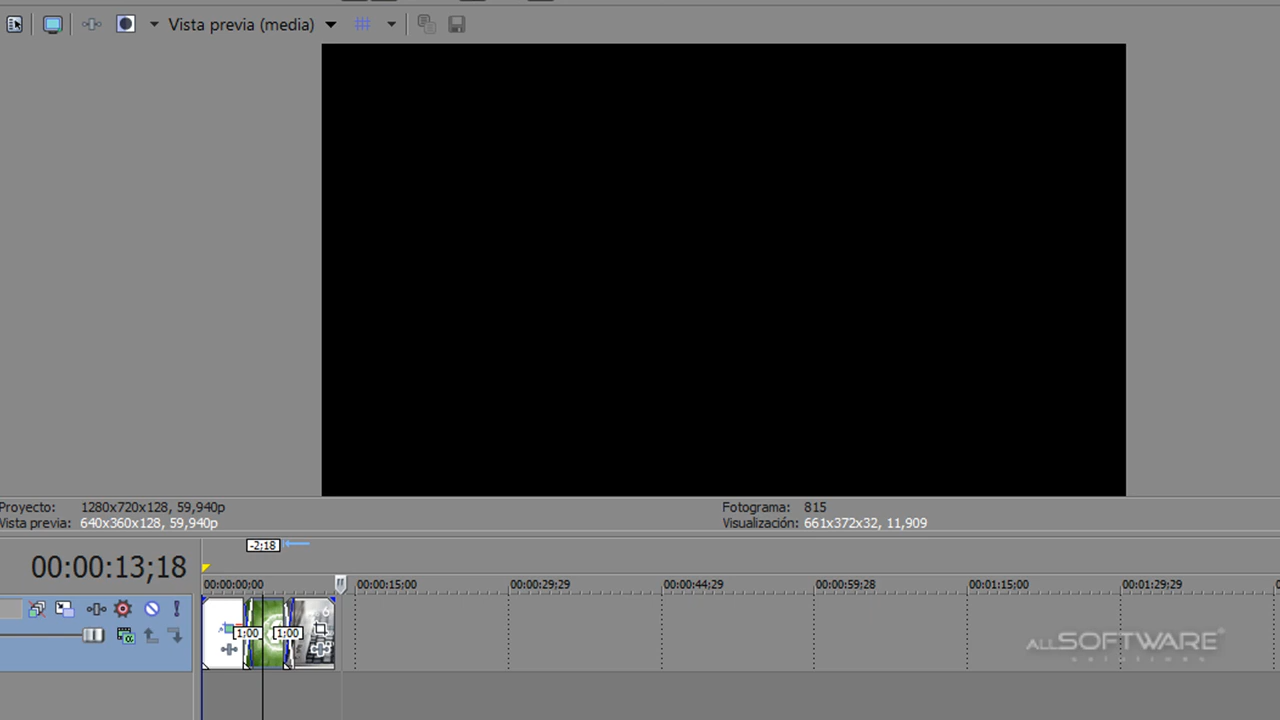 Vista previa (media)
Proyecto: 1280x720x128, 59,940p
Fotograma: 815
Vista previa: 640x360x128, 59,940p
Visualización: 661x372x32, 11,909
-2;18
00:00:13;18
00:00:00;00 00:00:15;00 00:00:29;29 00:00:44;29 00:00:59;28 00:01:15;00 00:01:29;29
1;00 1;00
ALLSOFTWARE®
solutions